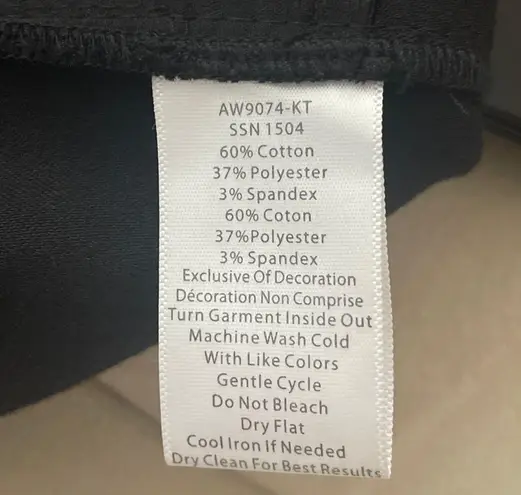 AW9074-KT
SSN 1504
60% Cotton
37% Polyester
3% Spandex
60% Coton
37%Polyester
3% Spandex
Exclusive Of Decoration
Décoration Non Comprise
Turn Garment Inside Out
Machine Wash Cold
With Like Colors
Gentle Cycle
Do Not Bleach
Dry Flat
Cool Iron If Needed
Dry Clean For Best Results